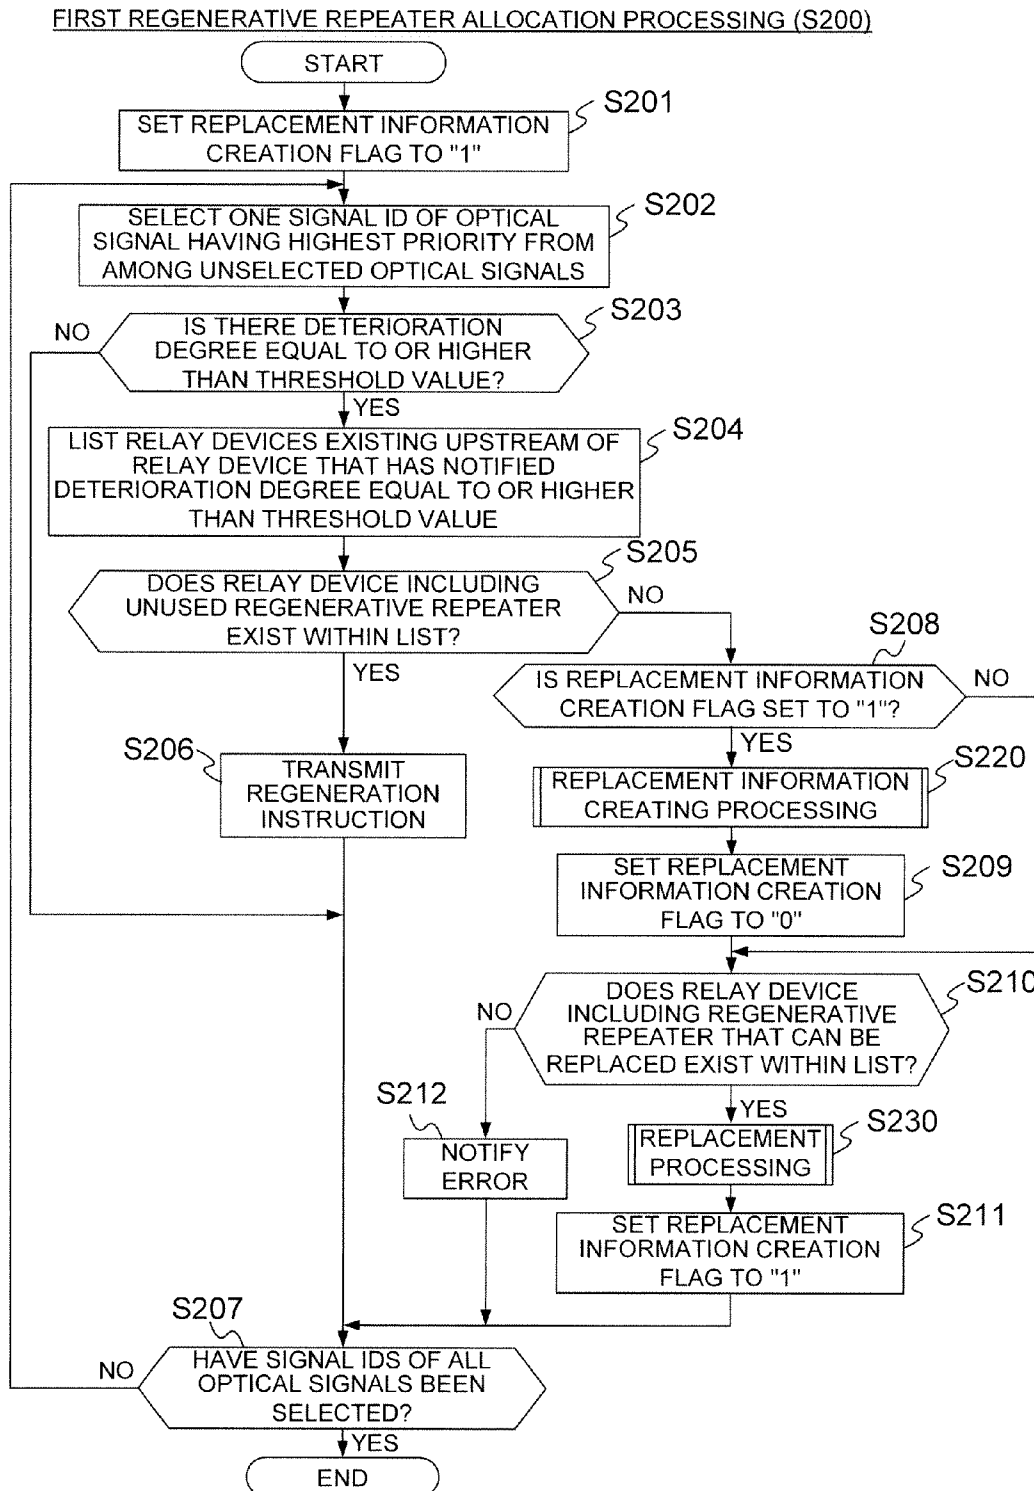 FIRST REGENERATIVE REPEATER ALLOCATION PROCESSING (S200)
START
S201
SET REPLACEMENT INFORMATION
CREATION FLAG TO "1"
S202
SELECT ONE SIGNAL ID OF OPTICAL
SIGNAL HAVING HIGHEST PRIORITY FROM
AMONG UNSELECTED OPTICAL SIGNALS
S203
NO
IS THERE DETERIORATION
DEGREE EQUAL TO OR HIGHER
THAN THRESHOLD VALUE?
YES
S204
LIST RELAY DEVICES EXISTING UPSTREAM OF
RELAY DEVICE THAT HAS NOTIFIED
DETERIORATION DEGREE EQUAL TO OR HIGHER
THAN THRESHOLD VALUE
S205
DOES RELAY DEVICE INCLUDING
UNUSED REGENERATIVE REPEATER
EXIST WITHIN LIST?
NO
YES
S206
TRANSMIT
REGENERATION
INSTRUCTION
S208
IS REPLACEMENT INFORMATION
CREATION FLAG SET TO "1"?
NO
YES
S220
REPLACEMENT INFORMATION
CREATING PROCESSING
S209
SET REPLACEMENT
INFORMATION CREATION
FLAG TO "0"
S210
NO
DOES RELAY DEVICE
INCLUDING REGENERATIVE
REPEATER THAT CAN BE
REPLACED EXIST WITHIN LIST?
YES
S212
NOTIFY
ERROR
S230
REPLACEMENT
PROCESSING
S211
SET REPLACEMENT
INFORMATION CREATION
FLAG TO "1"
S207
NO
HAVE SIGNAL IDS OF ALL
OPTICAL SIGNALS BEEN
SELECTED?
YES
END